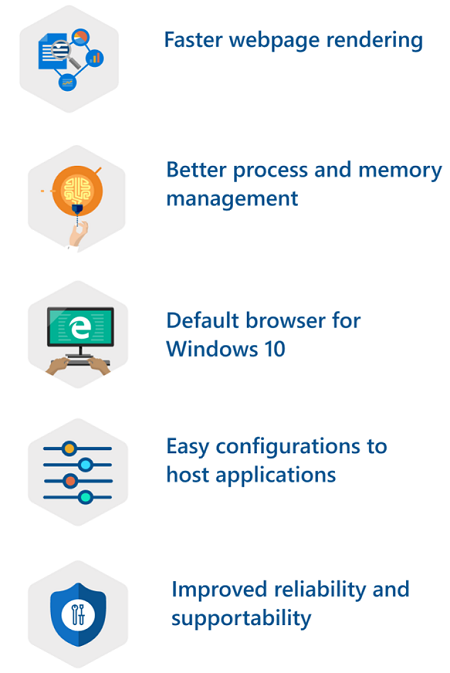 Faster webpage rendering
Better process and memory
management
Default browser for
Windows 10
Easy configurations to
host applications
Improved reliability and
supportability